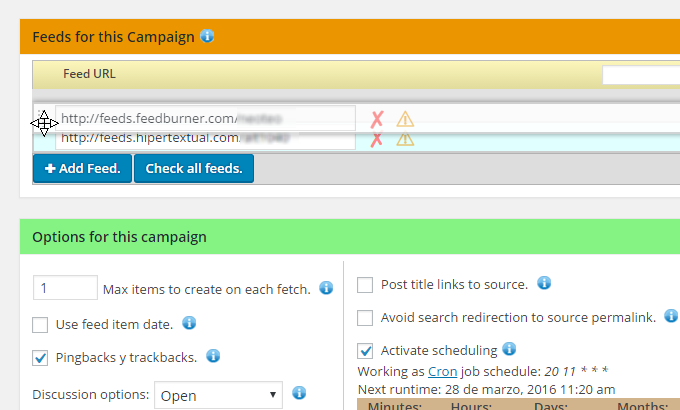 Feeds for this Campaign
Feed URL
http://feeds.feedburner.com/
http://feeds.hipertextual.com/
+ Add Feed. Check all feeds.
Options for this campaign
1 Max items to create on each fetch.
Use feed item date.
Pingbacks y trackbacks.
Discussion options: Open
Post title links to source.
Avoid search redirection to source permalink.
Activate scheduling
Working as Cron job schedule: 20 11 * * *
Next runtime: 28 de marzo, 2016 11:20 am
Minutes: Hours: Days: Months: